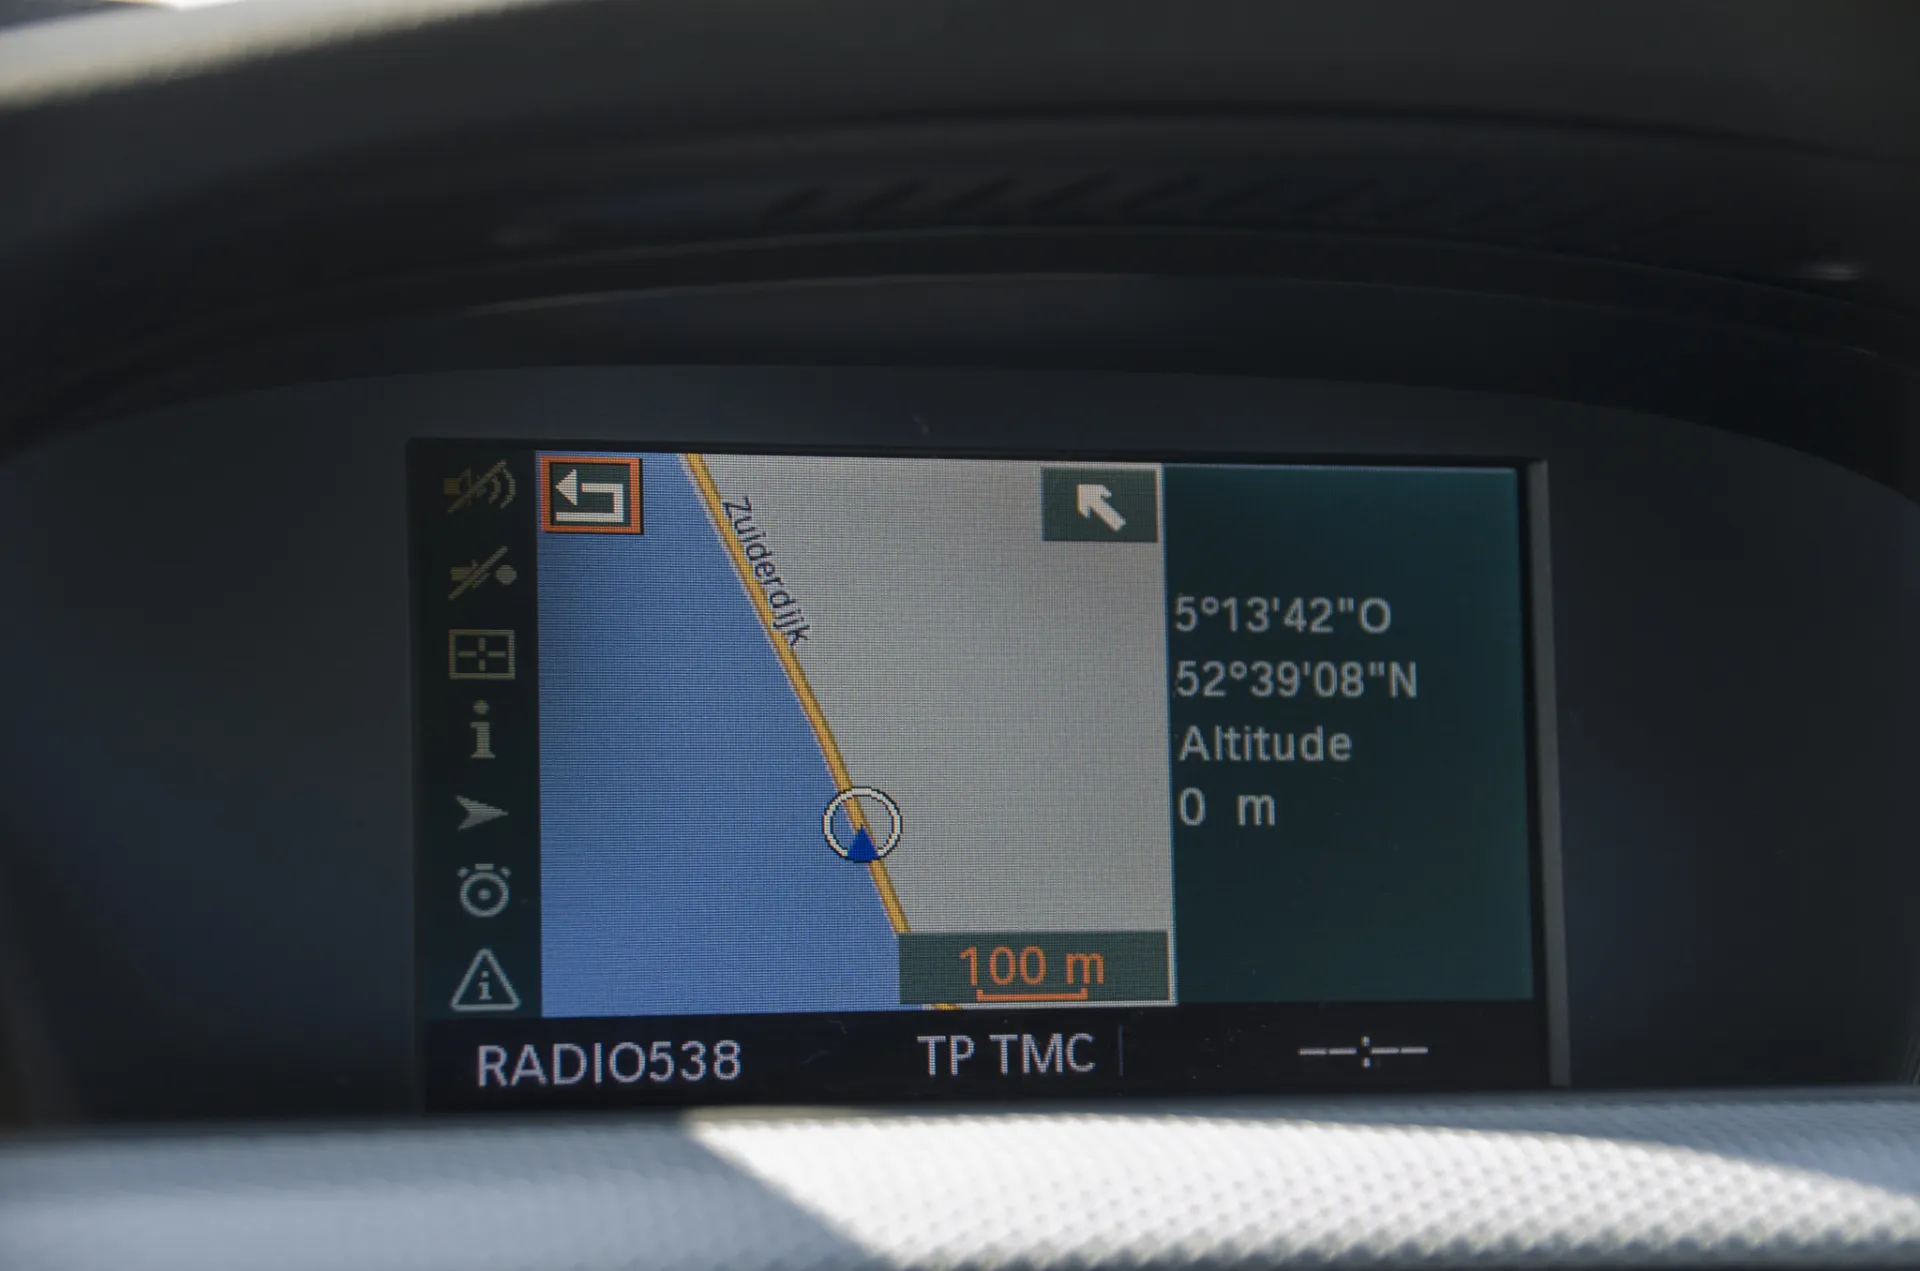 Zuiderdijk
5°13'42"O
52°39'08"N
Altitude
0 m
100 m
RADIO538
TP TMC
--:--